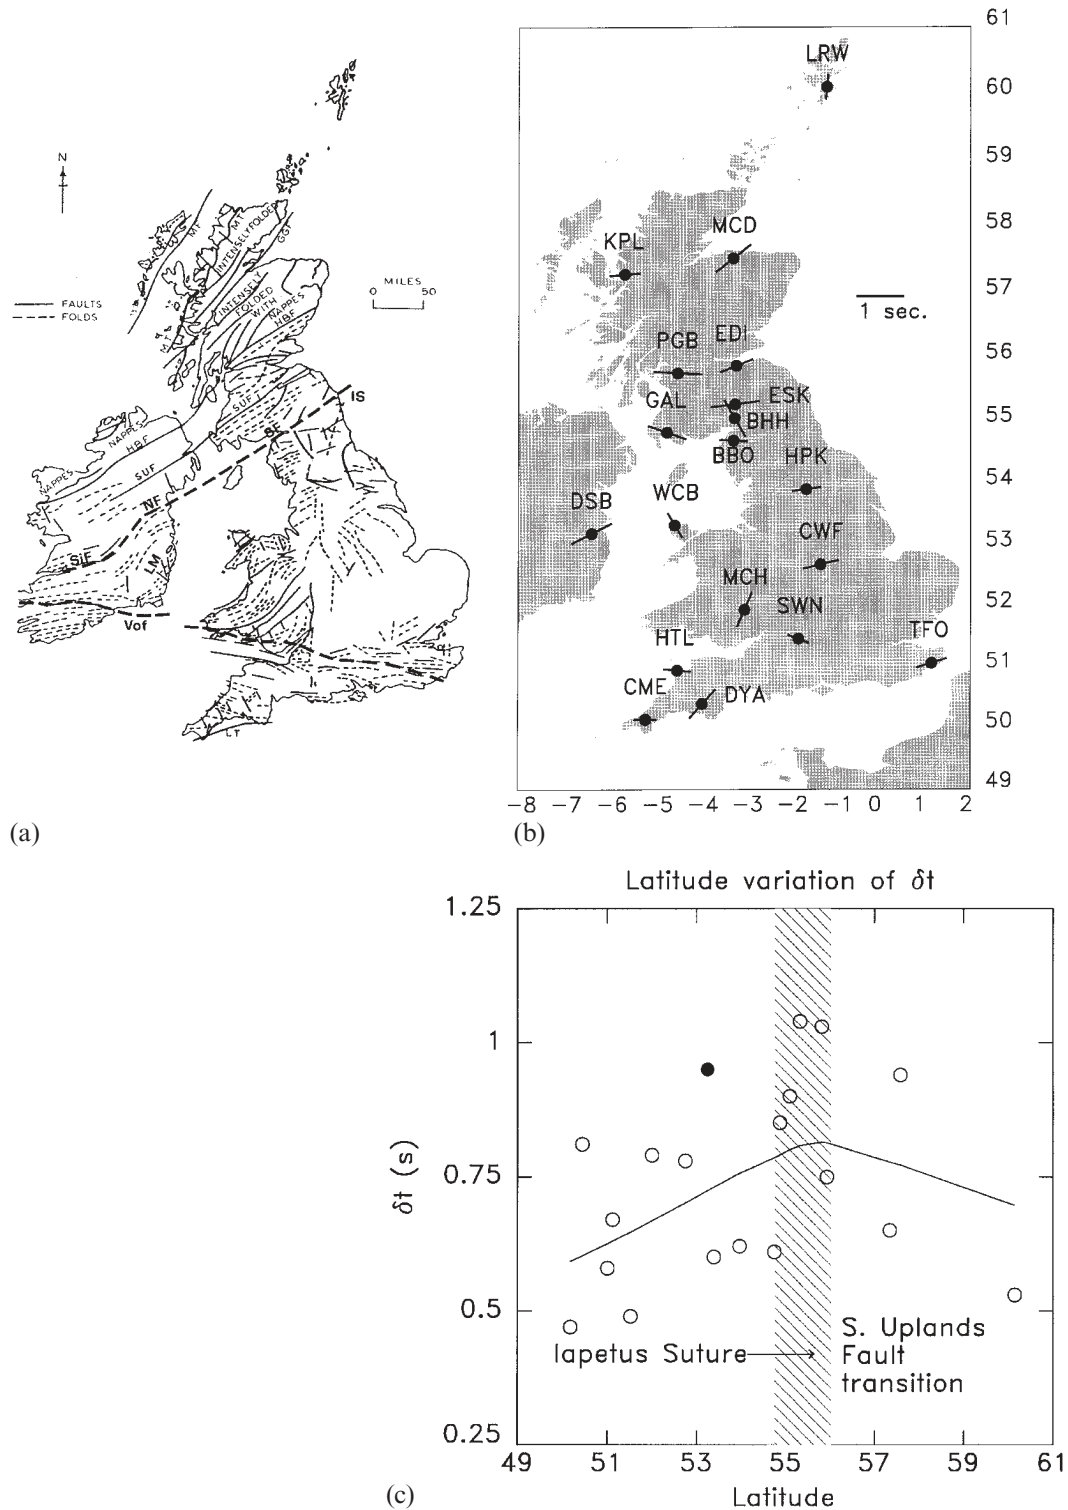 N
MILES
0 50
FAULTS
FOLDS
MT
MT
INTENSELY FOLDED
GGF
INTENSELY
FOLDED
WITH
NAPPES
HBF
MT
SUF
IS
SF
NAPPES
NAPPES
HBF
SUF
NF
SiF
LM
Vof
LT
(a)
61
60
59
58
57
56
55
54
53
52
51
50
49
LRW
MCD
KPL
1 sec.
EDI
PGB
ESK
GAL
BHH
BBO
HPK
WCB
DSB
CWF
MCH
SWN
TFO
HTL
CME
DYA
-8 -7 -6 -5 -4 -3 -2 -1 0 1 2
(b)
Latitude variation of δt
1.25
1
0.75
0.5
0.25
δt (s)
Iapetus Suture
S. Uplands
Fault
transition
49 51 53 55 57 59 61
Latitude
(c)